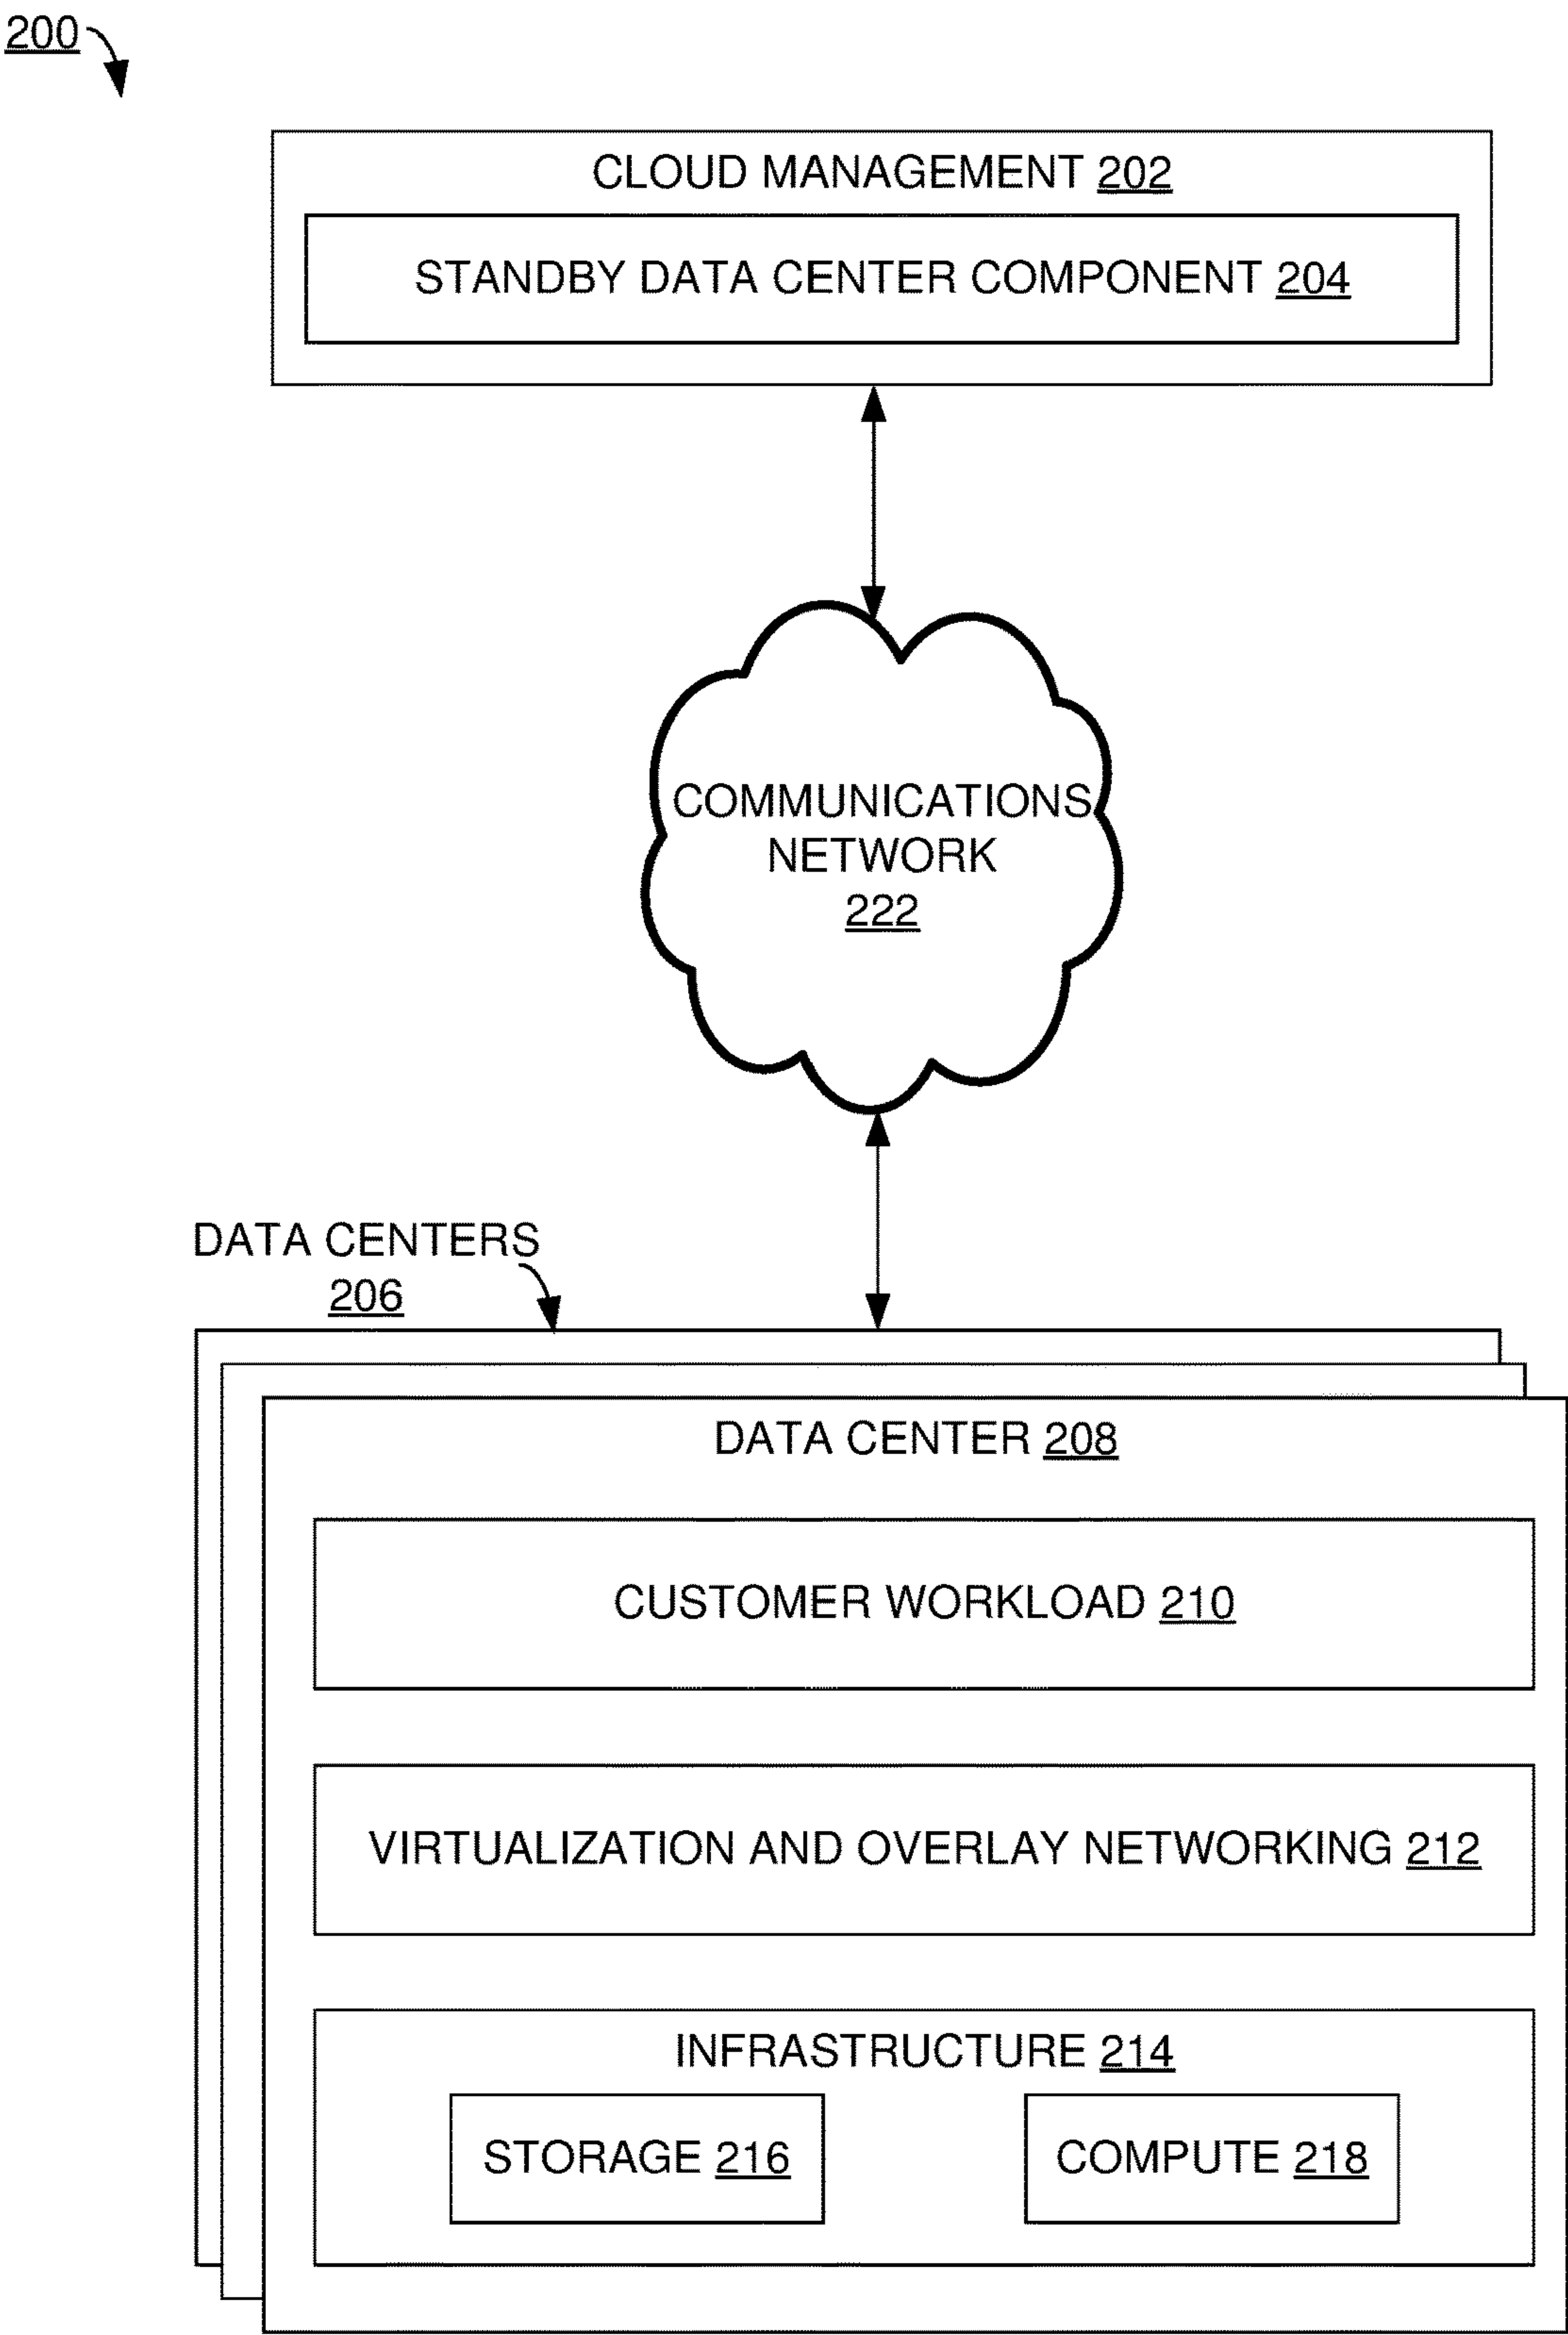 200
CLOUD MANAGEMENT 202
STANDBY DATA CENTER COMPONENT 204
COMMUNICATIONS
NETWORK
222
DATA CENTERS
206
DATA CENTER 208
CUSTOMER WORKLOAD 210
VIRTUALIZATION AND OVERLAY NETWORKING 212
INFRASTRUCTURE 214
STORAGE 216
COMPUTE 218